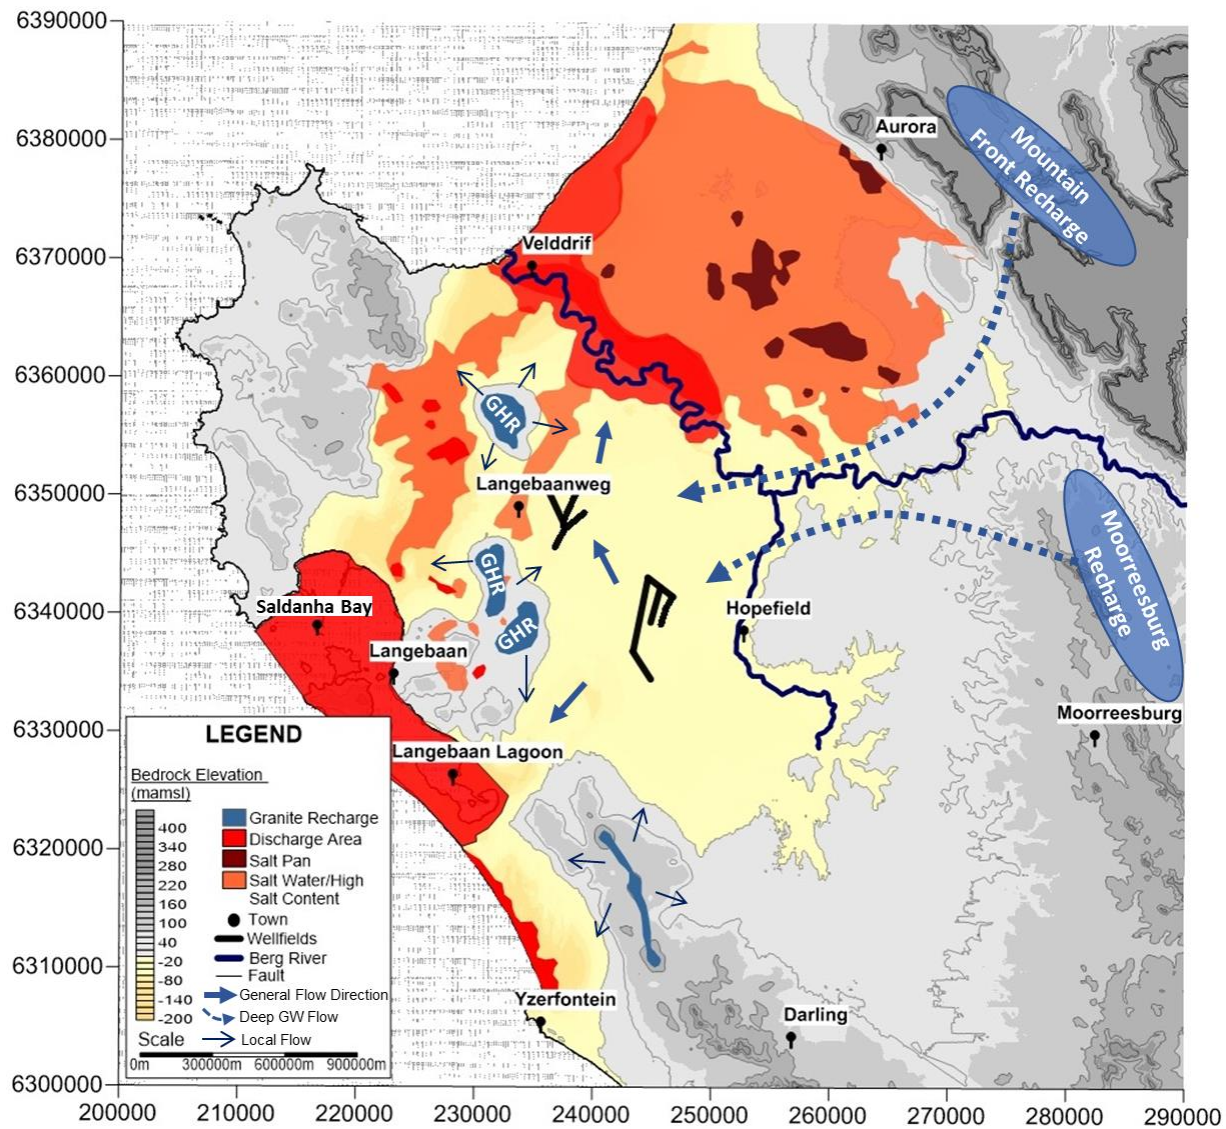 6390000
6380000
6370000
6360000
6350000
6340000
6330000
6320000
6310000
6300000
200000
210000
220000
230000
240000
250000
260000
270000
280000
290000
Aurora
Mountain
Front Recharge
Velddrif
GHR
Langebaanweg
GHR
GHR
Saldanha Bay
Langebaan
Hopefield
Moorreesburg
Recharge
Moorreesburg
Langebaan Lagoon
Yzerfontein
Darling
LEGEND
Bedrock Elevation
(mamsl)
400
340
280
220
160
100
40
-20
-80
-140
-200
Granite Recharge
Discharge Area
Salt Pan
Salt Water/High
Salt Content
Town
Wellfields
Berg River
Fault
General Flow Direction
Deep GW Flow
Local Flow
Scale
0m
300000m
600000m
900000m